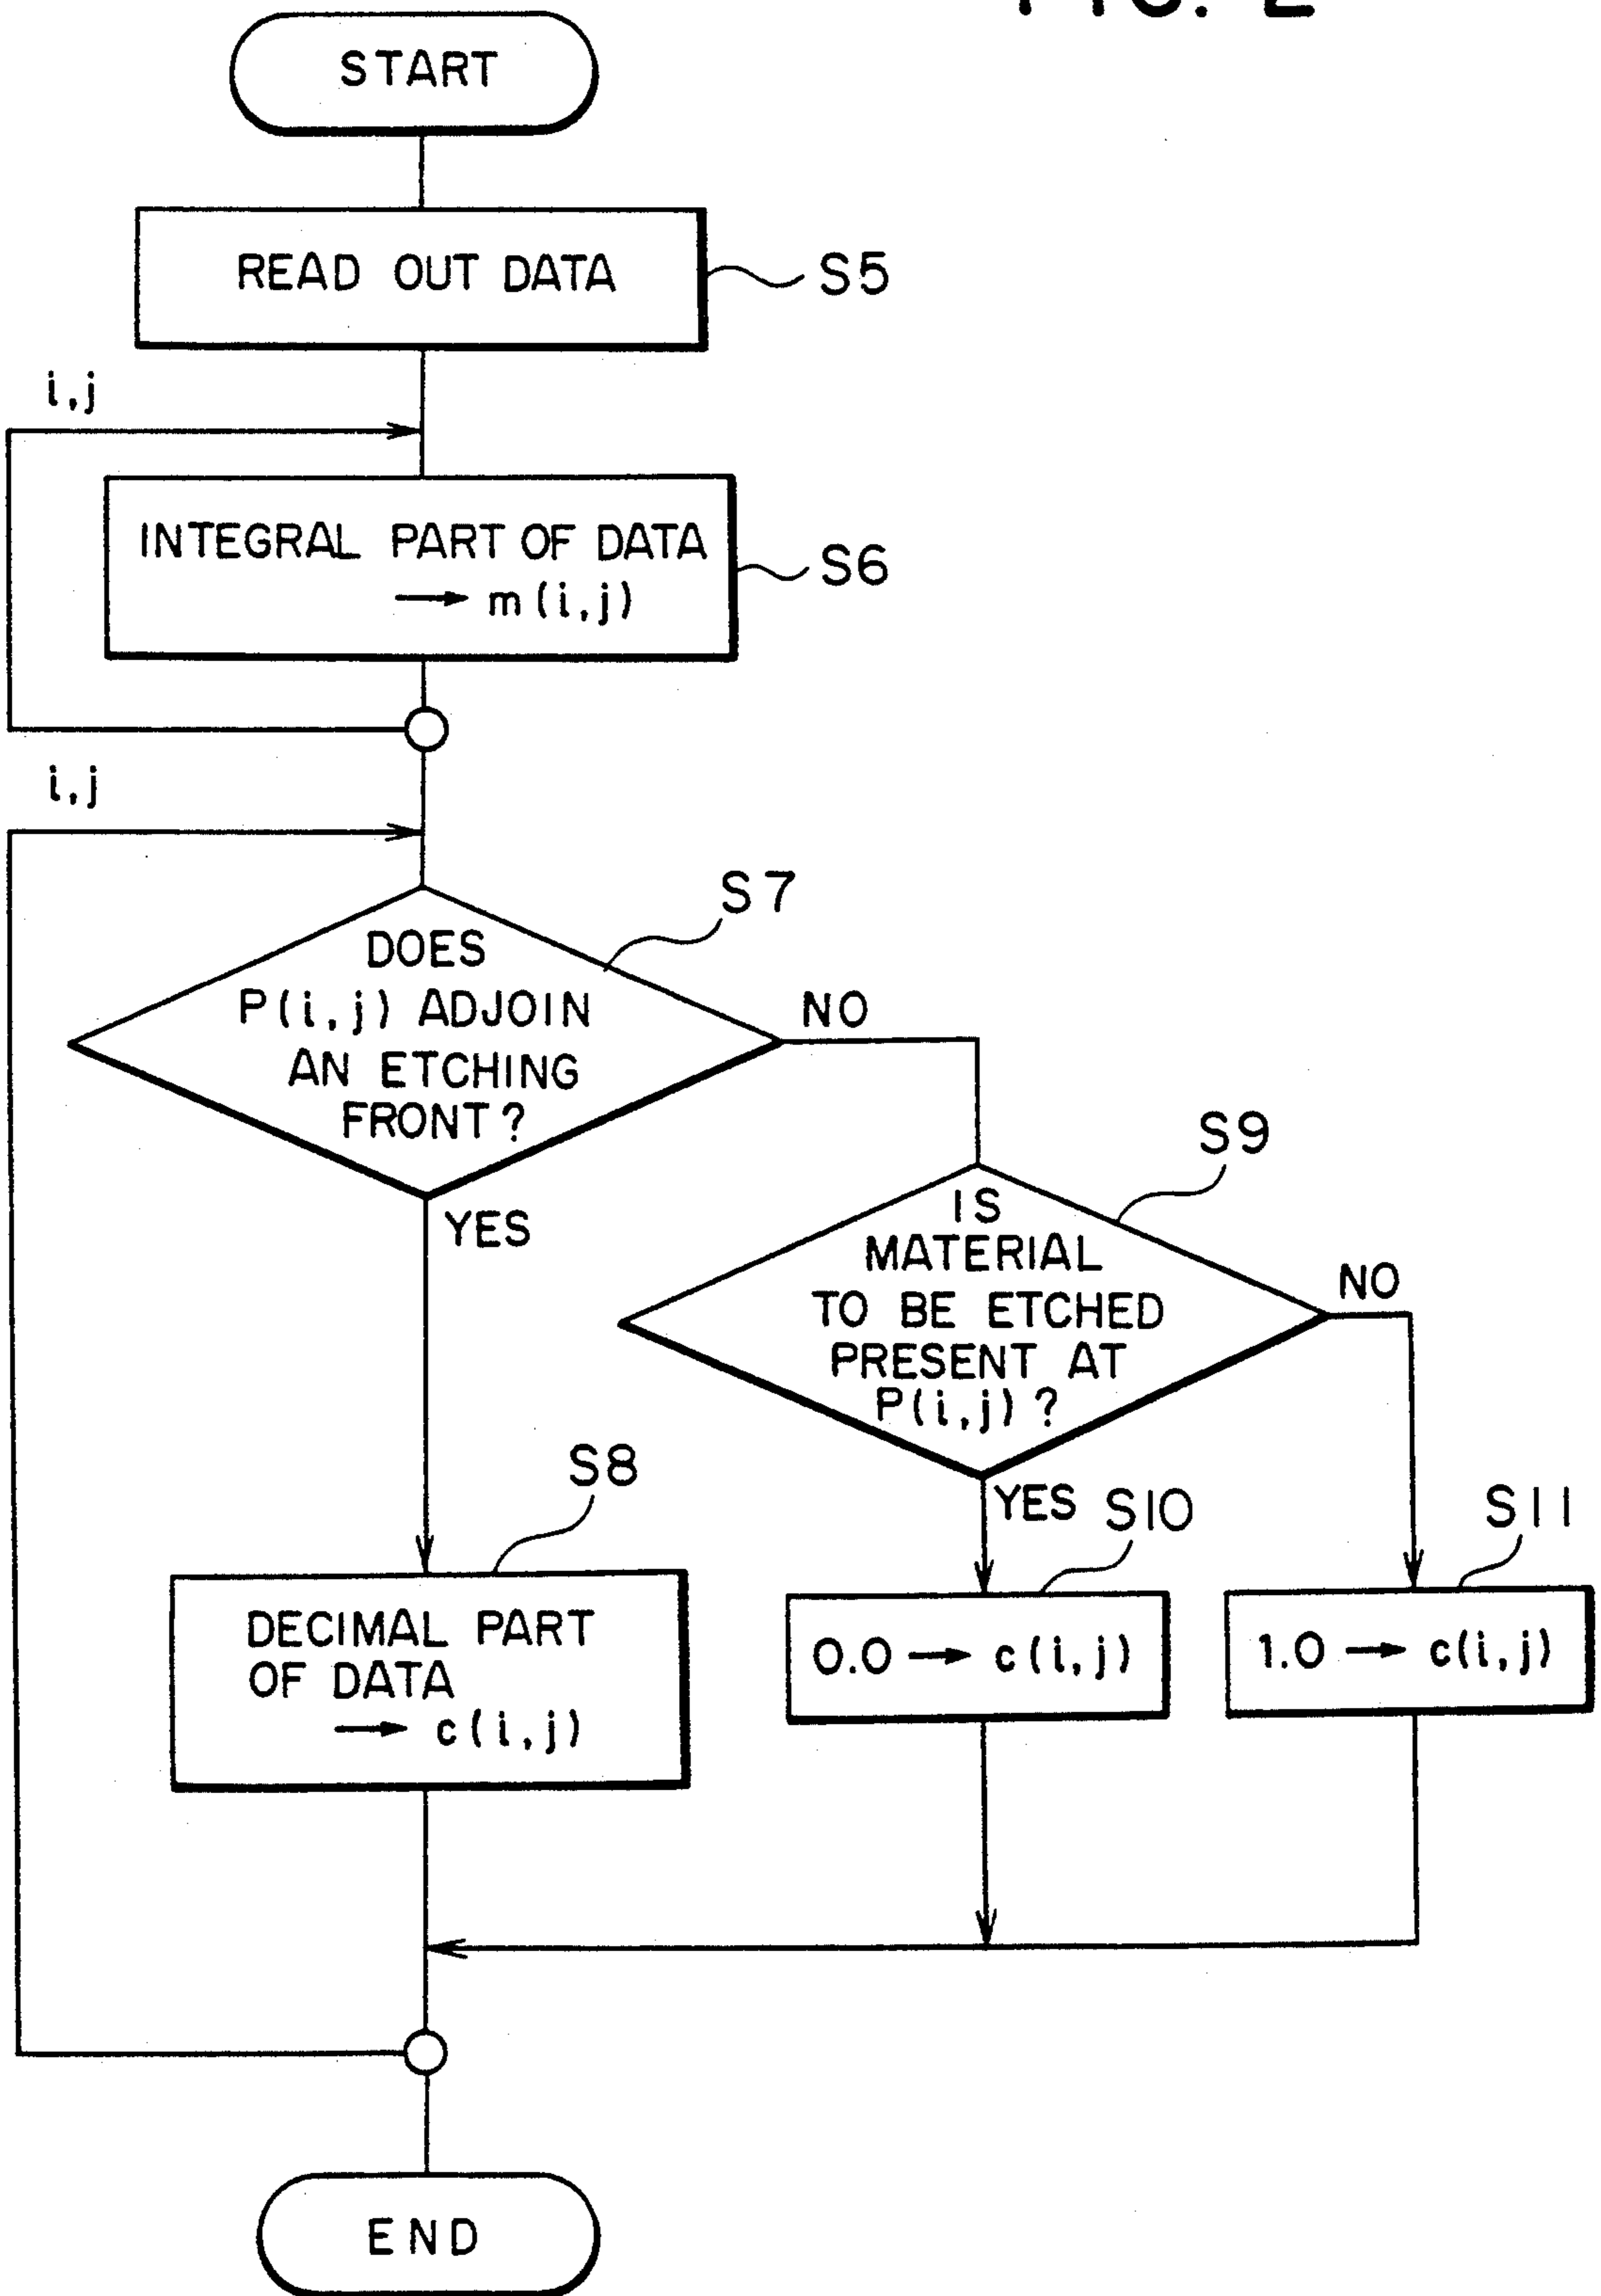 FIG. 2
START
READ OUT DATA
S5
i,j
INTEGRAL PART OF DATA
→ m(i,j)
S6
i,j
S7
DOES
P(i,j) ADJOIN
AN ETCHING
FRONT?
NO
YES
S9
IS
MATERIAL
TO BE ETCHED
PRESENT AT
P(i,j)?
NO
YES
S8
DECIMAL PART
OF DATA
→ c(i,j)
S10
0.0 → c(i,j)
S11
1.0 → c(i,j)
END